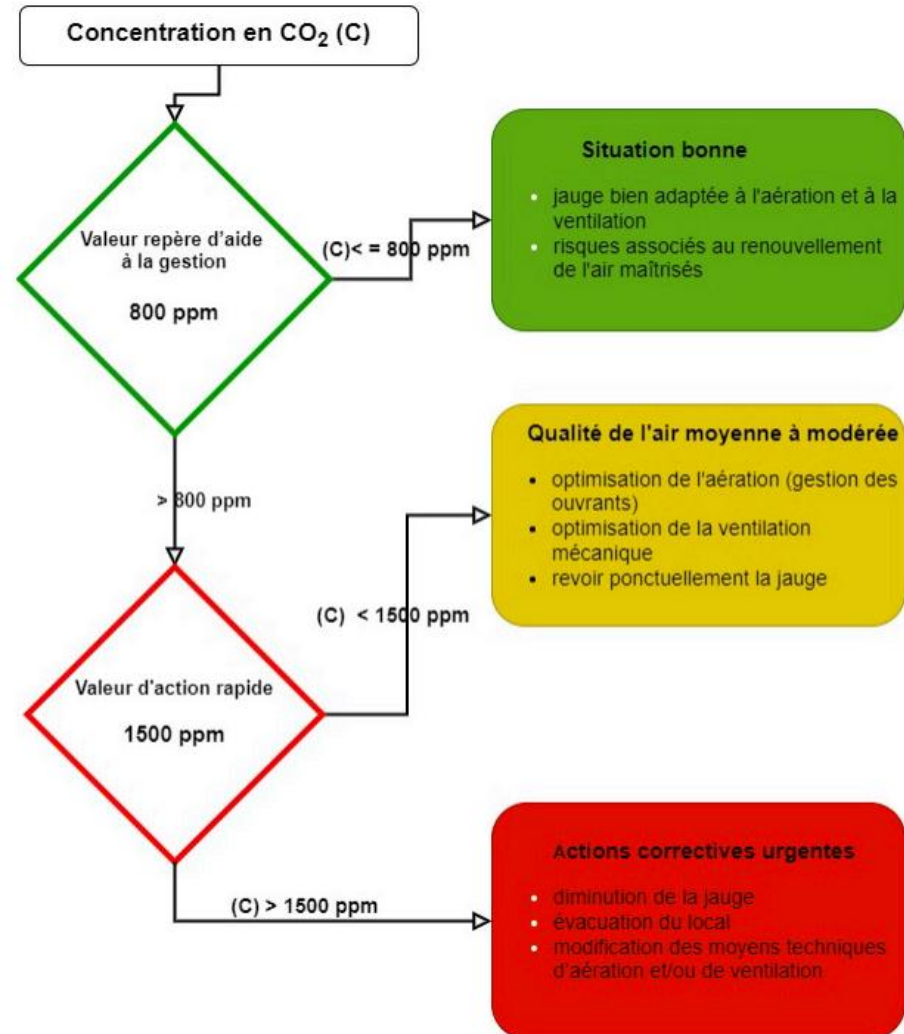 Concentration en CO₂ (C)
Valeur repère d'aide
à la gestion
800 ppm
(C)< = 800 ppm
Situation bonne
• jauge bien adaptée à l'aération et à la
ventilation
• risques associés au renouvellement
de l'air maîtrisés
> 800 ppm
Valeur d'action rapide
1500 ppm
(C) < 1500 ppm
Qualité de l'air moyenne à modérée
• optimisation de l'aération (gestion des
ouvrants)
• optimisation de la ventilation
mécanique
• revoir ponctuellement la jauge
(C) > 1500 ppm
Actions correctives urgentes
• diminution de la jauge
• évacuation du local
• modification des moyens techniques
d'aération et/ou de ventilation